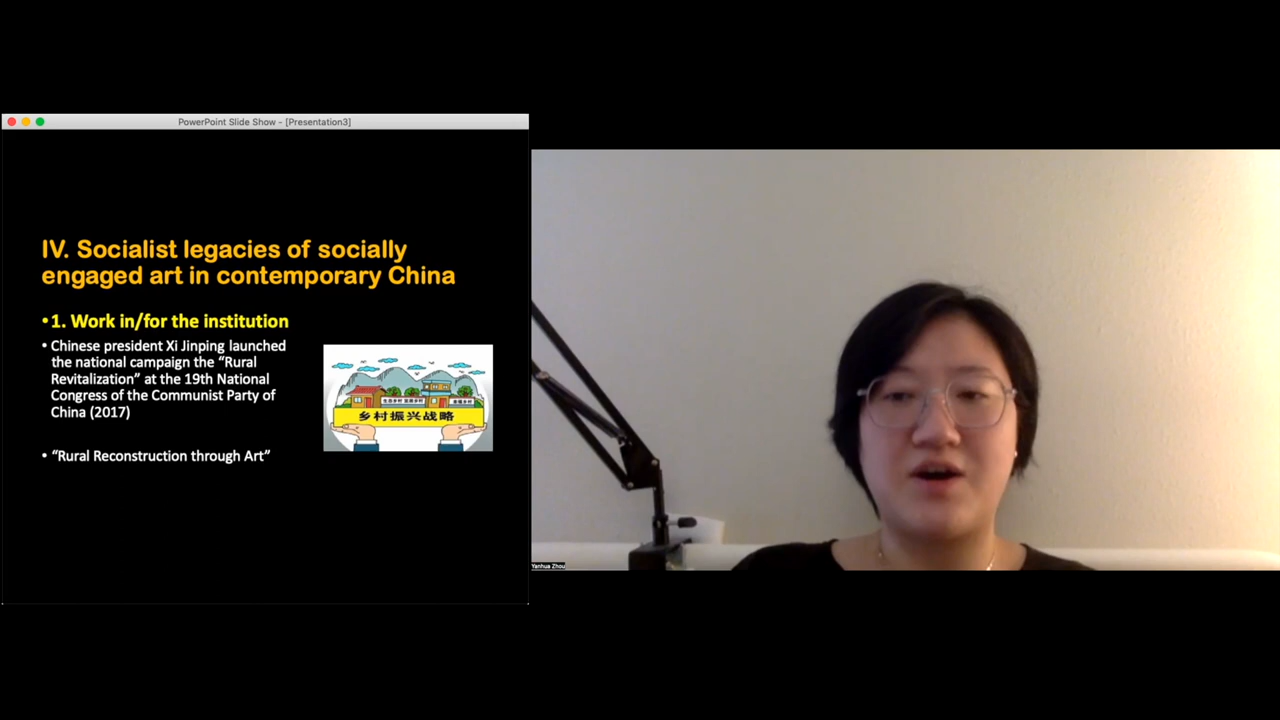 PowerPoint Slide Show - [Presentation3]
IV. Socialist legacies of socially
engaged art in contemporary China
• 1. Work in/for the institution
• Chinese president Xi Jinping launched
the national campaign the “Rural
Revitalization” at the 19th National
Congress of the Communist Party of
China (2017)
乡村振兴战略
• “Rural Reconstruction through Art”
Yanhua Zhou